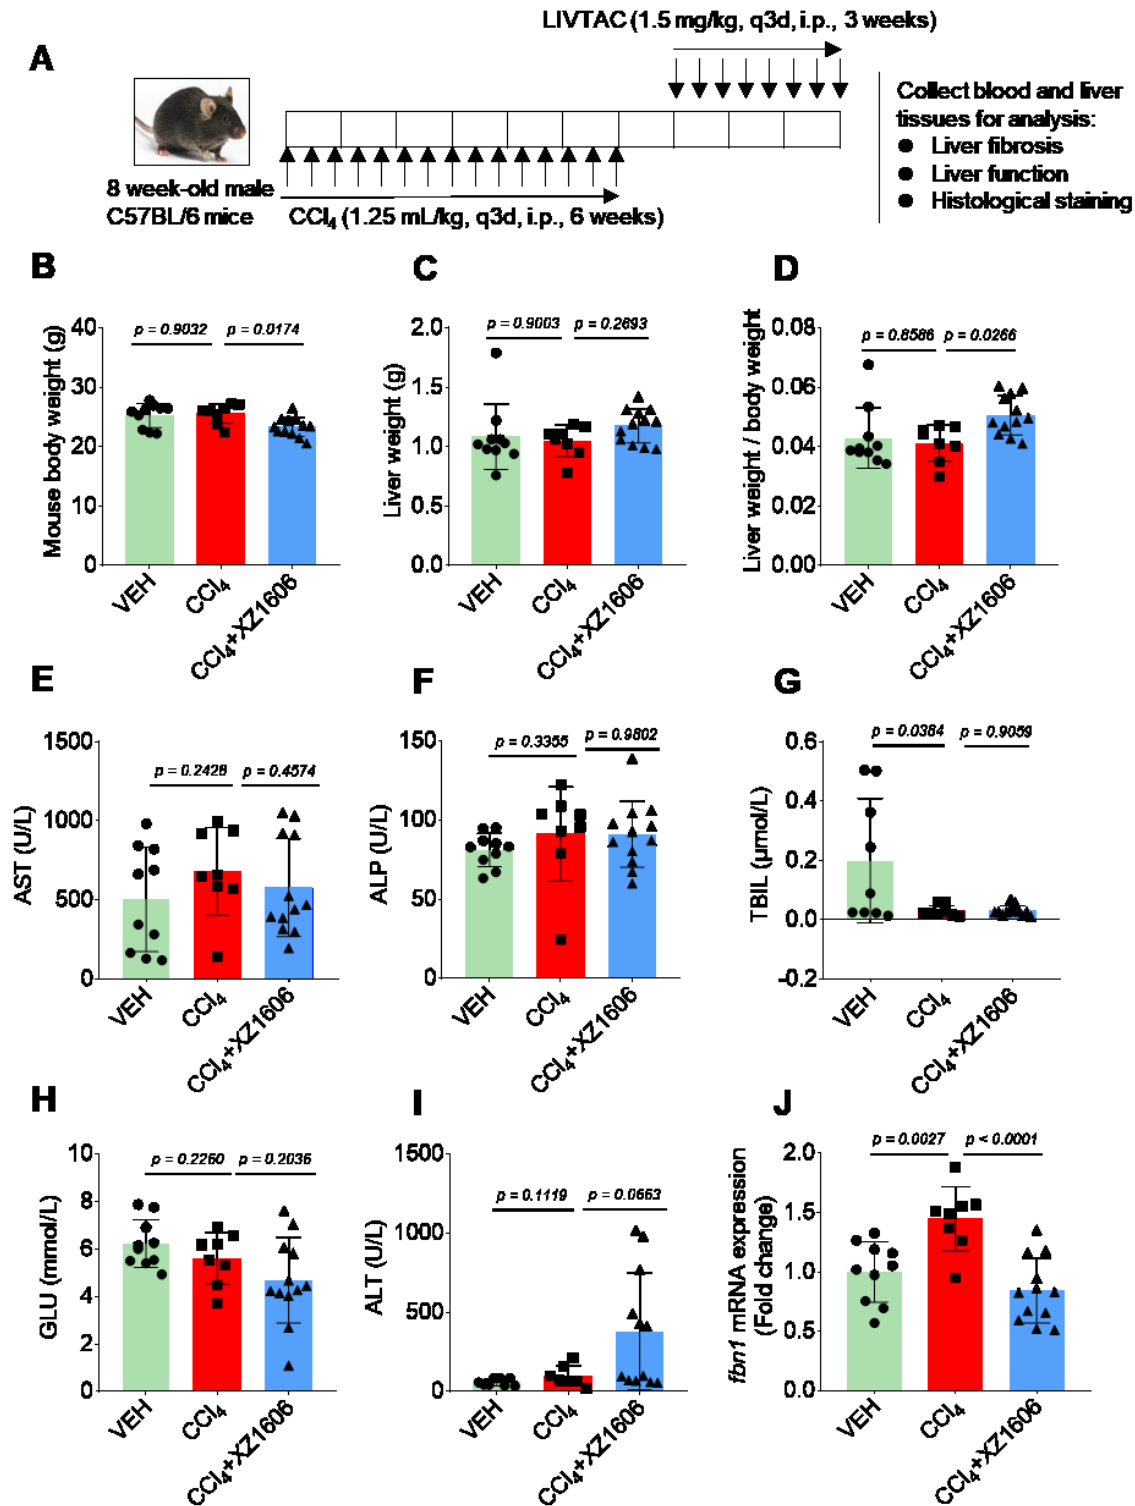 LIVTAC (1.5 mg/kg, q3d, i.p., 3 weeks)
A
Collect blood and liver
tissues for analysis:
● Liver fibrosis
● Liver function
● Histological staining
8 week-old male
C57BL/6 mice
CCl₄ (1.25 mL/kg, q3d, i.p., 6 weeks)
B
Mouse body weight (g)
40
30
20
10
0
p = 0.9032
p = 0.0174
VEH
CCl₄
CCl₄+XZ1606
C
Liver weight (g)
2.0
1.5
1.0
0.5
0.0
p = 0.9003
p = 0.2693
VEH
CCl₄
CCl₄+XZ1606
D
Liver weight / body weight
0.08
0.06
0.04
0.02
0.00
p = 0.8586
p = 0.0266
VEH
CCl₄
CCl₄+XZ1606
E
AST (U/L)
1500
1000
500
0
p = 0.2428
p = 0.4574
VEH
CCl₄
CCl₄+XZ1606
F
ALP (U/L)
150
100
50
0
p = 0.3355
p = 0.9802
VEH
CCl₄
CCl₄+XZ1606
G
TBIL (µmol/L)
0.6
0.4
0.2
0.0
-0.2
p = 0.0384
p = 0.9059
VEH
CCl₄
CCl₄+XZ1606
H
GLU (mmol/L)
10
8
6
4
2
0
p = 0.2260
p = 0.2036
VEH
CCl₄
CCl₄+XZ1606
I
ALT (U/L)
1500
1000
500
0
p = 0.1119
p = 0.0663
VEH
CCl₄
CCl₄+XZ1606
J
fbn1 mRNA expression
(Fold change)
2.0
1.5
1.0
0.5
0.0
p = 0.0027
p < 0.0001
VEH
CCl₄
CCl₄+XZ1606